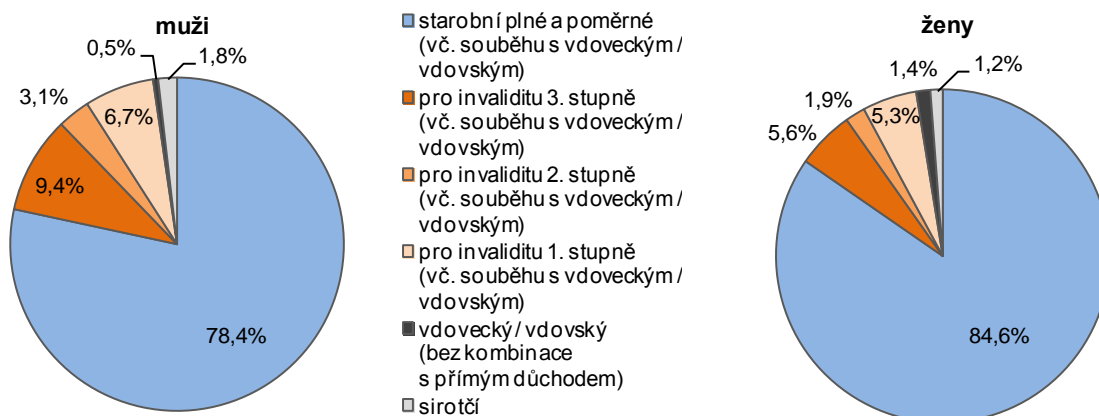 muži
0,5%
1,8%
3,1%
6,7%
9,4%
78,4%
starobní plné a poměrné
(vč. souběhu s vdoveckým /
vdovským)
pro invaliditu 3. stupně
(vč. souběhu s vdoveckým /
vdovským)
pro invaliditu 2. stupně
(vč. souběhu s vdoveckým /
vdovským)
pro invaliditu 1. stupně
(vč. souběhu s vdoveckým /
vdovským)
vdovecký / vdovský
(bez kombinace
s přímým důchodem)
sirotčí
ženy
1,4%
1,2%
1,9%
5,3%
5,6%
84,6%